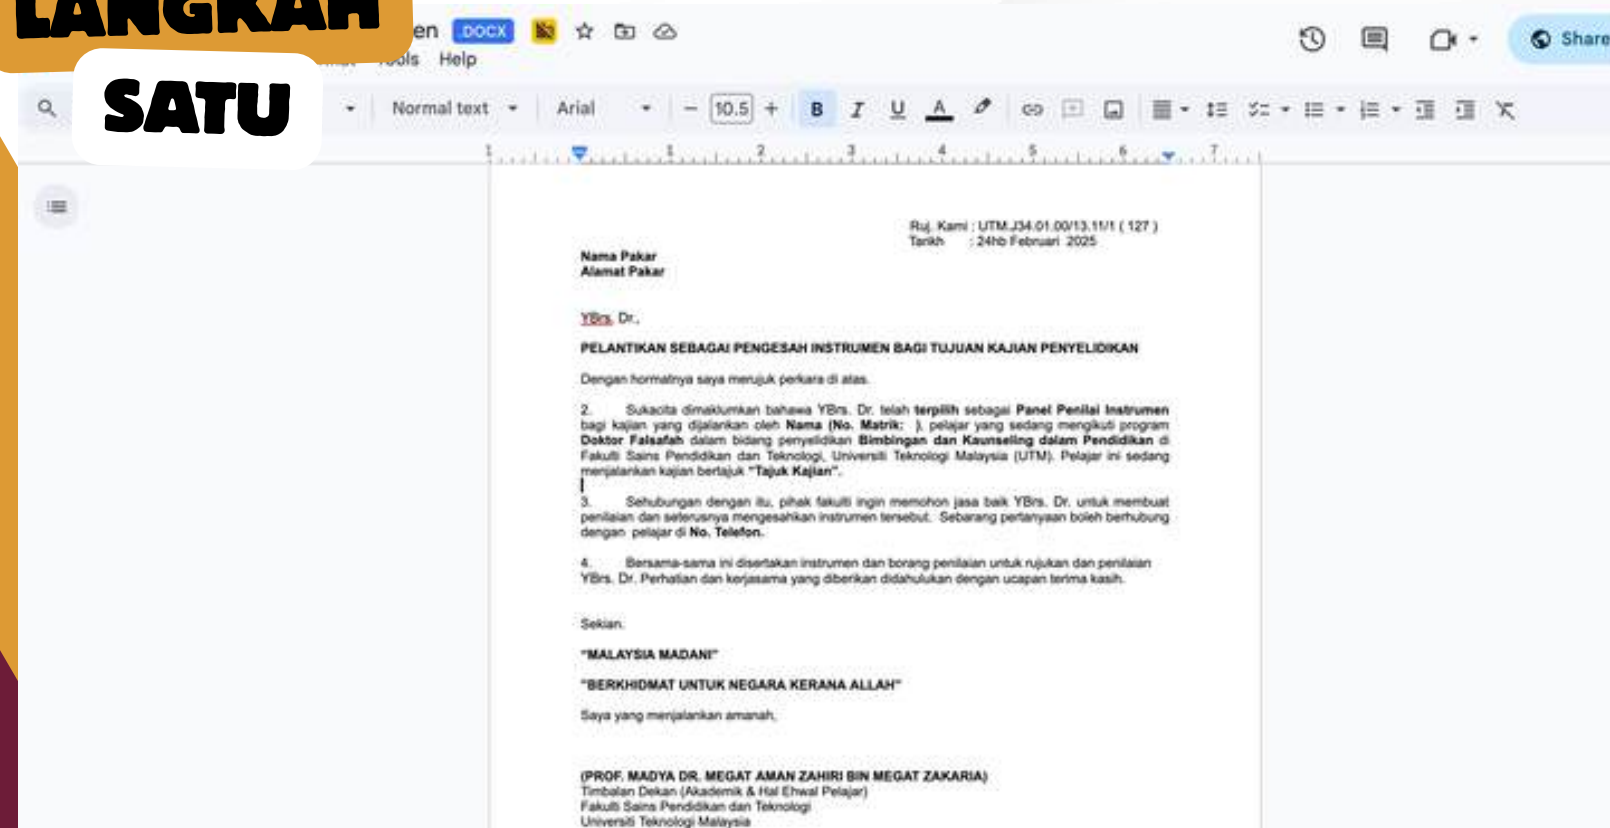 LANGKAH
SATU
en .DOCX
Help
Share
Normal text
Arial
10.5
B I U A
1 1 2 3 4 5 6 7
Ruj. Kami : UTM.J34.01.00/13.11/1 ( 127 )
Tarikh : 24hb Februari 2025
Nama Pakar
Alamat Pakar
YBrs. Dr.,
PELANTIKAN SEBAGAI PENGESAH INSTRUMEN BAGI TUJUAN KAJIAN PENYELIDIKAN
Dengan hormatnya saya merujuk perkara di atas.
2. Sukacita dimaklumkan bahawa YBrs. Dr. telah terpilih sebagai Panel Penilai Instrumen
bagi kajian yang dijalankan oleh Nama (No. Matrik: ), pelajar yang sedang mengikuti program
Doktor Falsafah dalam bidang penyelidikan Bimbingan dan Kaunseling dalam Pendidikan di
Fakulti Sains Pendidikan dan Teknologi, Universiti Teknologi Malaysia (UTM). Pelajar ini sedang
menjalankan kajian bertajuk "Tajuk Kajian".
3. Sehubungan dengan itu, pihak fakulti ingin memohon jasa baik YBrs. Dr. untuk membuat
penilaian dan seterusnya mengesahkan instrumen tersebut. Sebarang pertanyaan boleh berhubung
dengan pelajar di No. Telefon.
4. Bersama-sama ini disertakan instrumen dan borang penilaian untuk rujukan dan penilaian
YBrs. Dr. Perhatian dan kerjasama yang diberikan didahulukan dengan ucapan terima kasih.
Sekian.
"MALAYSIA MADANI"
"BERKHIDMAT UNTUK NEGARA KERANA ALLAH"
Saya yang menjalankan amanah,
(PROF. MADYA DR. MEGAT AMAN ZAHIRI BIN MEGAT ZAKARIA)
Timbalan Dekan (Akademik & Hal Ehwal Pelajar)
Fakulti Sains Pendidikan dan Teknologi
Universiti Teknologi Malaysia